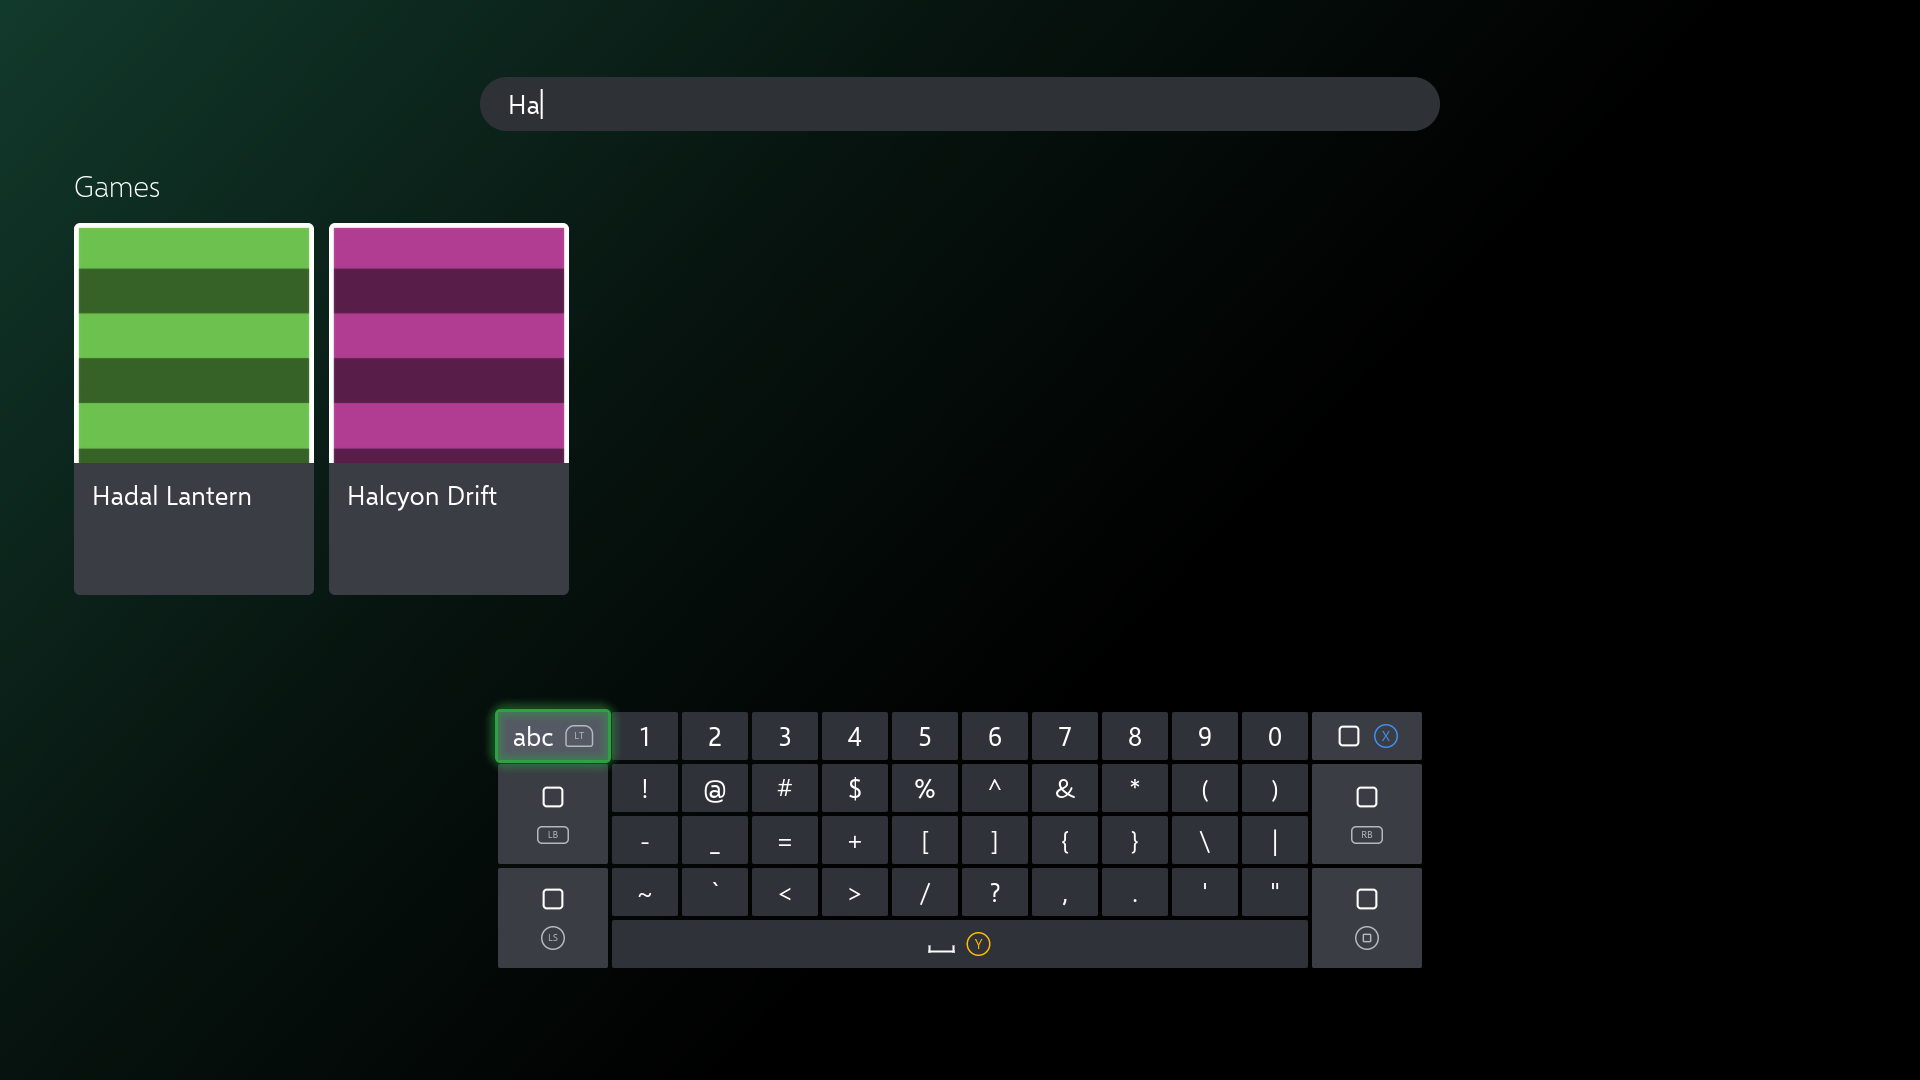 Ha
Games
Hadal Lantern
Halcyon Drift
abc LT 1 2 3 4 5 6 7 8 9 0 X
LB ! @ # $ % ^ & * ( ) RB
- _ = + [ ] { } \ |
LS ~ ` < > / ? , . ' "
Y